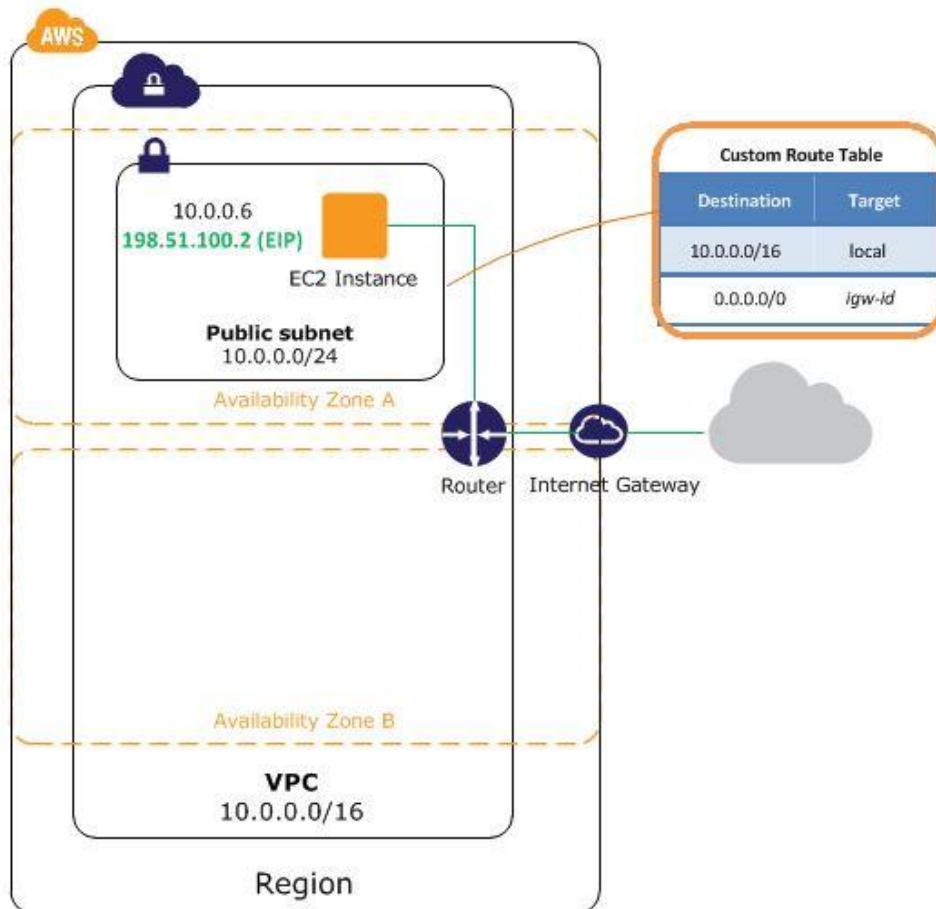 AWS
10.0.0.6
198.51.100.2 (EIP)
EC2 Instance
Public subnet
10.0.0.0/24
Availability Zone A
Custom Route Table
Destination Target
10.0.0.0/16 local
0.0.0.0/0 igw-id
Router Internet Gateway
Availability Zone B
VPC
10.0.0.0/16
Region